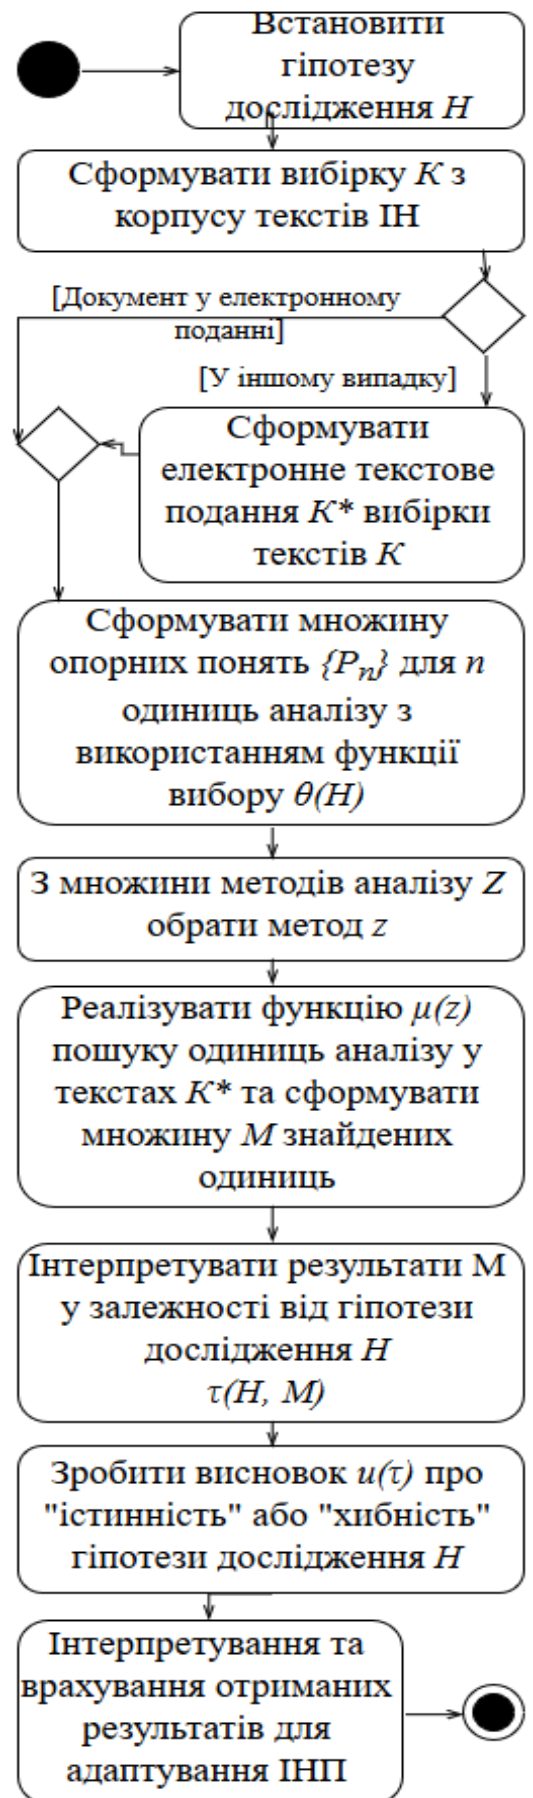 Встановити
гіпотезу
дослідження H
Сформувати вибірку K з
корпусу текстів ІН
[Документ у електронному
поданні]
[У іншому випадку]
Сформувати
електронне текстове
подання K* вибірки
текстів K
Сформувати множину
опорних понять {Pn} для n
одиниць аналізу з
використанням функції
вибору θ(H)
З множини методів аналізу Z
обрати метод z
Реалізувати функцію μ(z)
пошуку одиниць аналізу у
текстах K* та сформувати
множину M знайдених
одиниць
Інтерпретувати результати М
у залежності від гіпотези
дослідження H
τ(H, M)
Зробити висновок u(τ) про
"істинність" або "хибність"
гіпотези дослідження H
Інтерпретування та
врахування отриманих
результатів для
адаптування ІНП